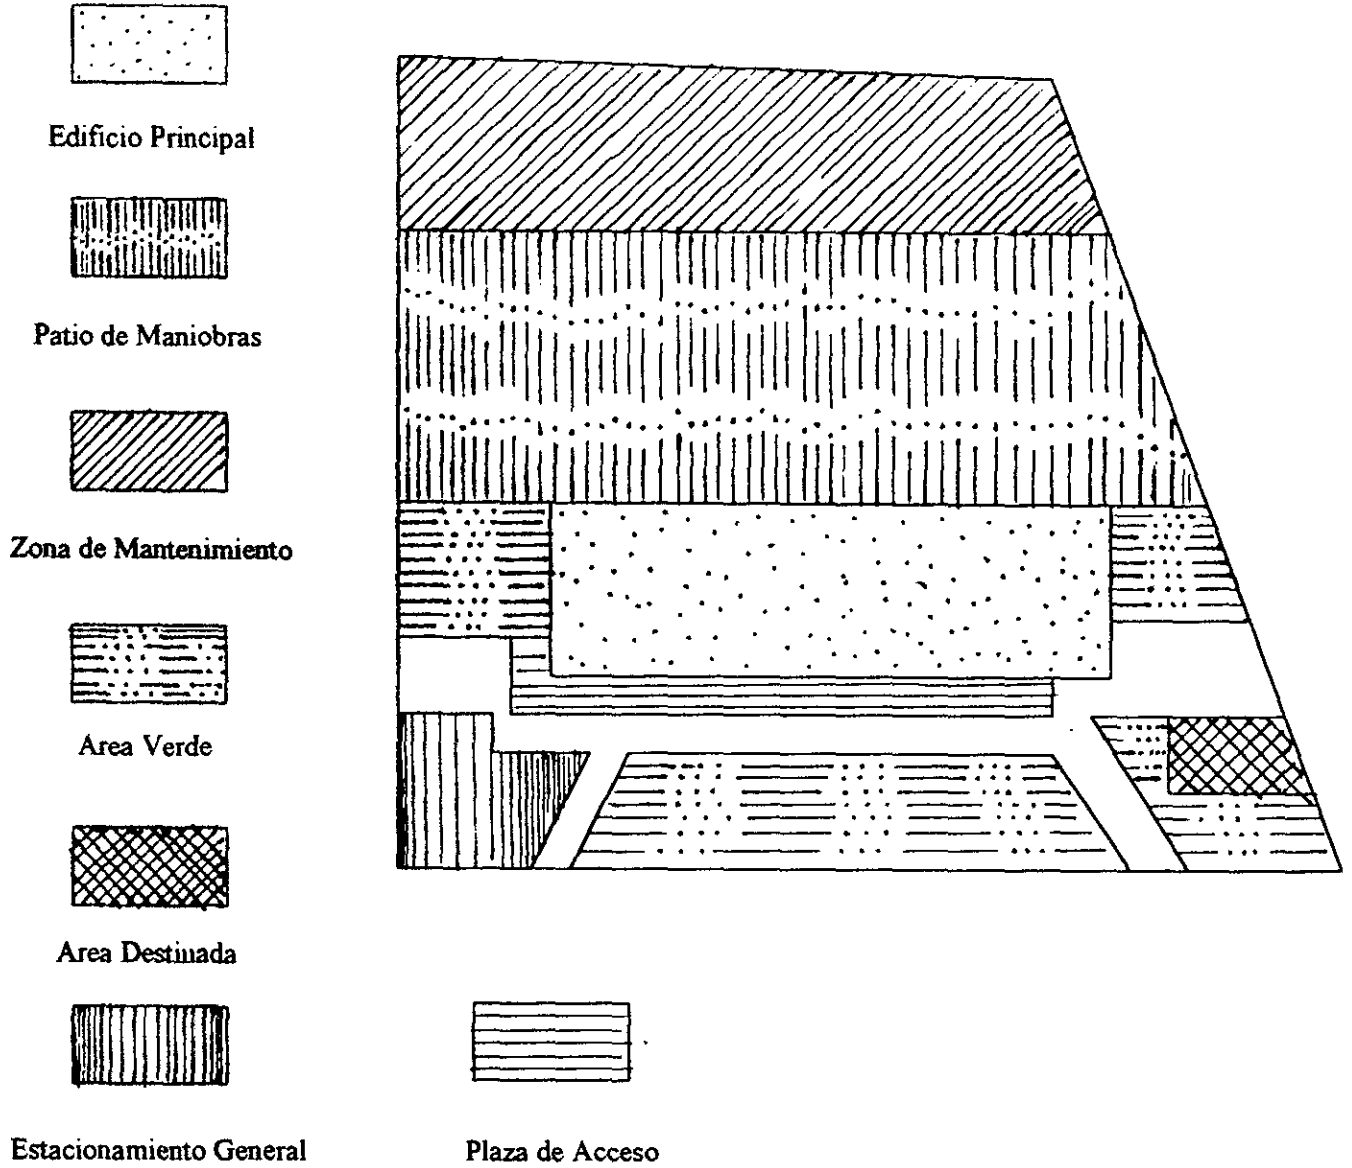 Edificio Principal
Patio de Maniobras
Zona de Mantenimiento
Area Verde
Area Destinada
Estacionamiento General
Plaza de Acceso